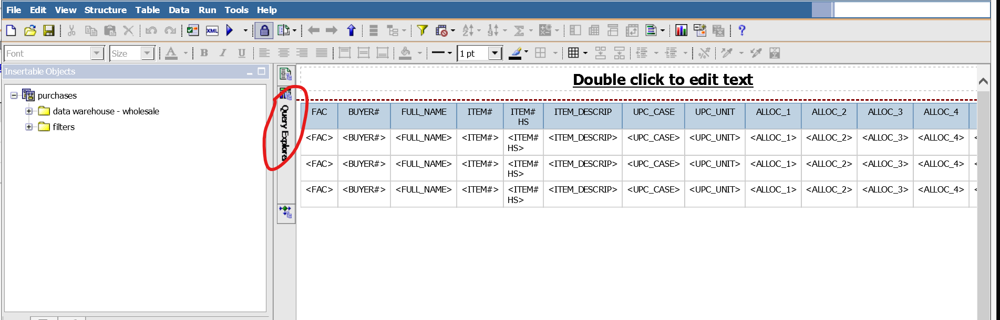 File Edit View Structure Table Data Run Tools Help
XML
Font Size 1 pt
Insertable Objects
purchases
data warehouse - wholesale
filters
Query Explore
Double click to edit text
FAC BUYER# FULL_NAME ITEM# ITEM# HS ITEM_DESCRIP UPC_CASE UPC_UNIT ALLOC_1 ALLOC_2 ALLOC_3 ALLOC_4
<FAC> <BUYER#> <FULL_NAME> <ITEM#> <ITEM# HS> <ITEM_DESCRIP> <UPC_CASE> <UPC_UNIT> <ALLOC_1> <ALLOC_2> <ALLOC_3> <ALLOC_4> <
<FAC> <BUYER#> <FULL_NAME> <ITEM#> <ITEM# HS> <ITEM_DESCRIP> <UPC_CASE> <UPC_UNIT> <ALLOC_1> <ALLOC_2> <ALLOC_3> <ALLOC_4> <
<FAC> <BUYER#> <FULL_NAME> <ITEM#> <ITEM# HS> <ITEM_DESCRIP> <UPC_CASE> <UPC_UNIT> <ALLOC_1> <ALLOC_2> <ALLOC_3> <ALLOC_4> <